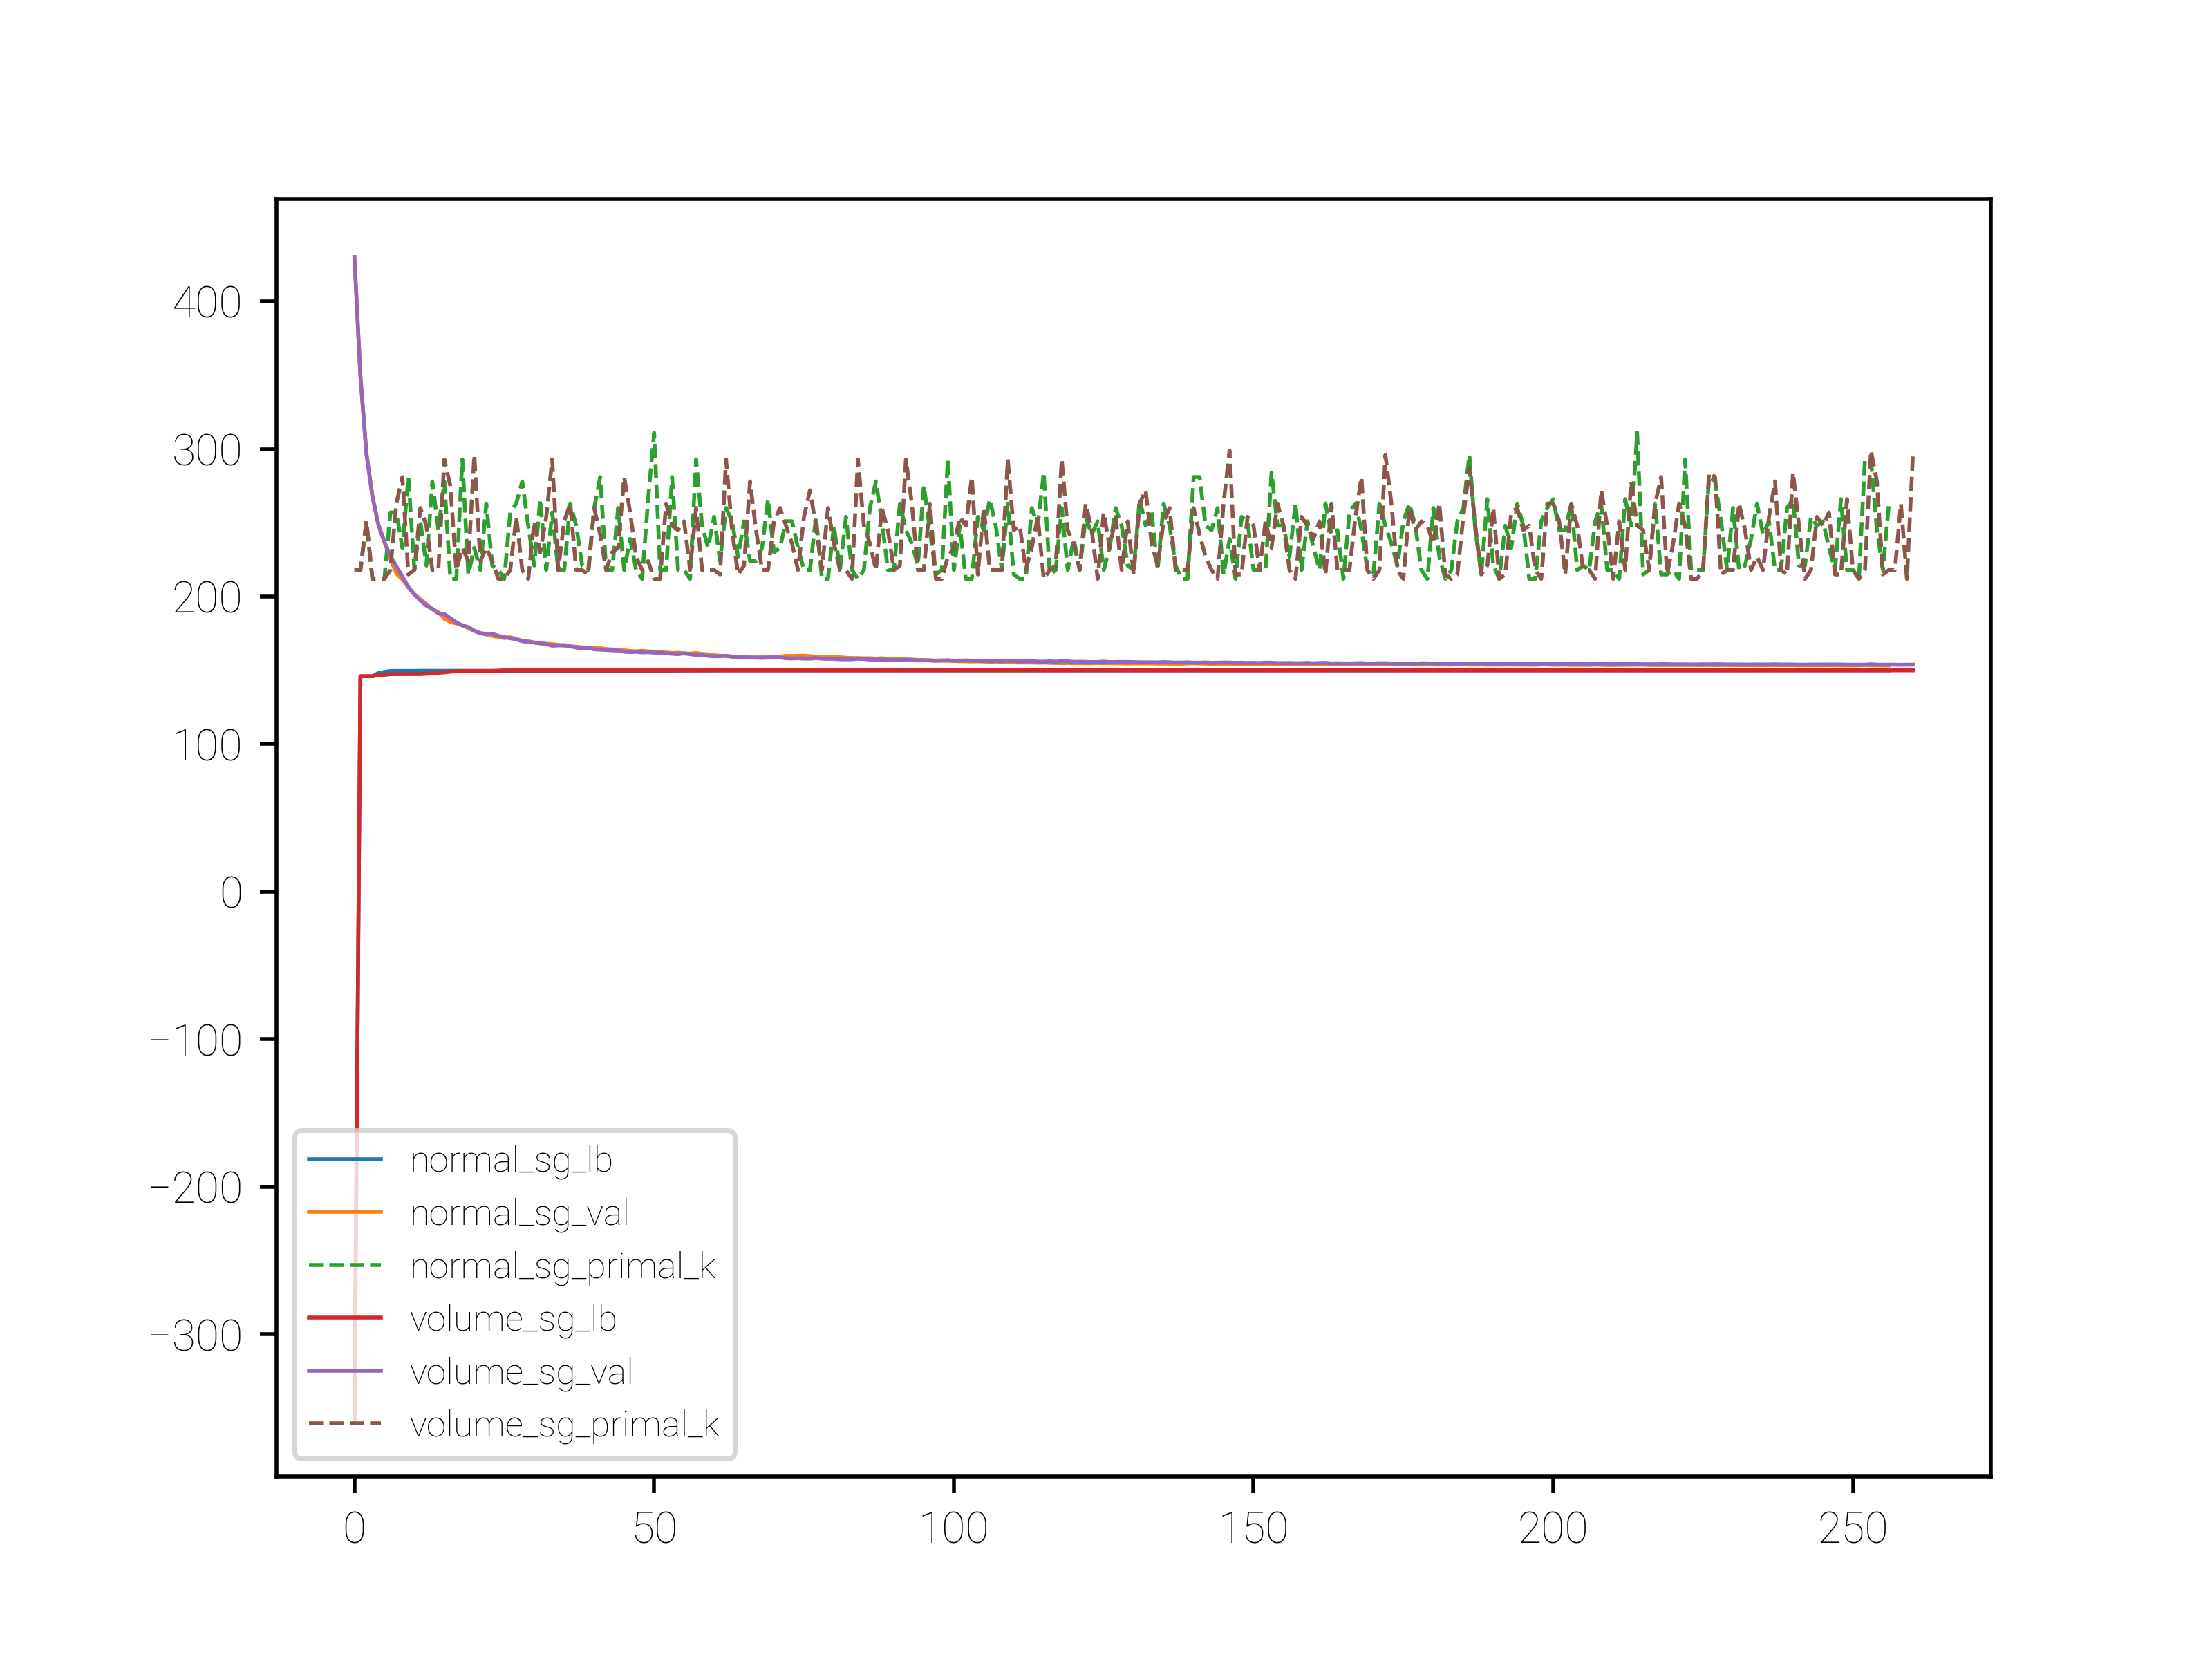 400
300
200
100
0
−100
−200
−300
normal_sg_lb
normal_sg_val
normal_sg_primal_k
volume_sg_lb
volume_sg_val
volume_sg_primal_k
0 50 100 150 200 250